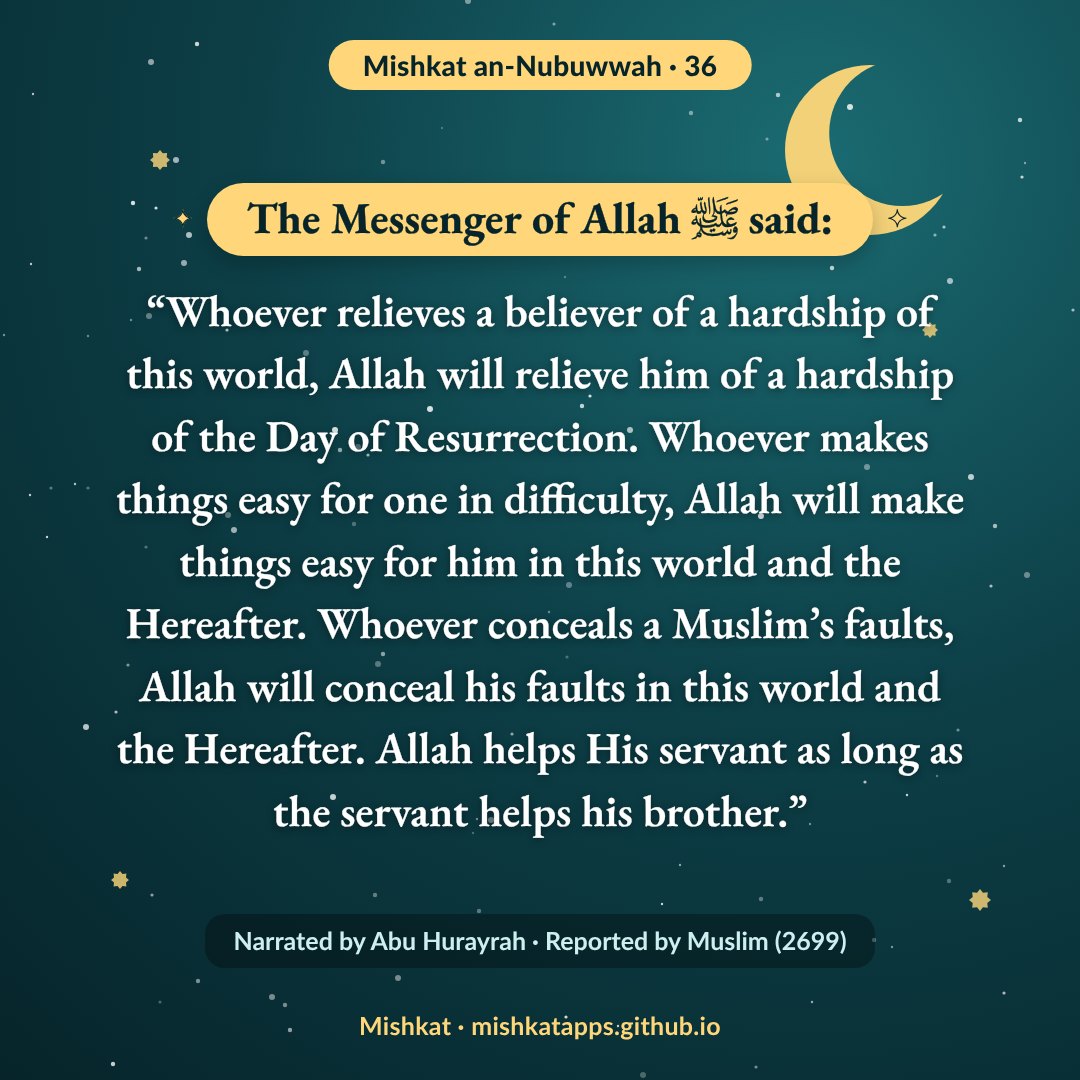 Mishkat an-Nubuwwah · 36
The Messenger of Allah ﷺ said:
“Whoever relieves a believer of a hardship of
this world, Allah will relieve him of a hardship
of the Day of Resurrection. Whoever makes
things easy for one in difficulty, Allah will make
things easy for him in this world and the
Hereafter. Whoever conceals a Muslim’s faults,
Allah will conceal his faults in this world and
the Hereafter. Allah helps His servant as long as
the servant helps his brother.”
Narrated by Abu Hurayrah · Reported by Muslim (2699)
Mishkat · mishkatapps.github.io